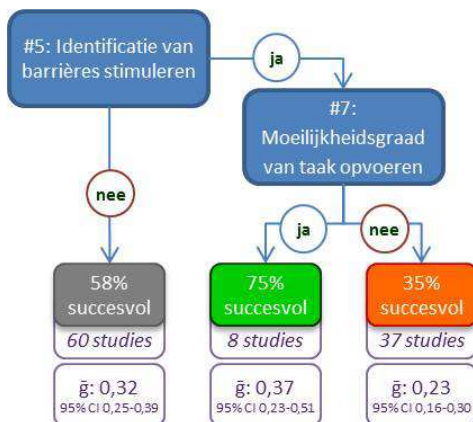 #5: Identificatie van
barrières stimuleren
ja
#7:
Moeilijkheidsgraad
van taak opvoeren
nee
ja
nee
58%
succesvol
60 studies
ḡ: 0,32
95% CI 0,25-0,39
75%
succesvol
8 studies
ḡ: 0,37
95% CI 0,23-0,51
35%
succesvol
37 studies
ḡ: 0,23
95% CI 0,16-0,30